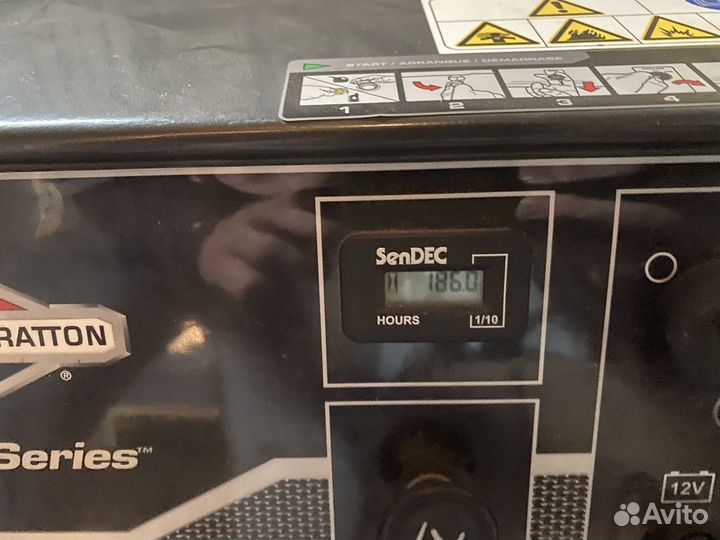 START / ARRANQUE / DÉMARRAGE
1 2 3 4
SenDEC
186.0
HOURS 1/10
RATTON
®
Series™
12V
Avito